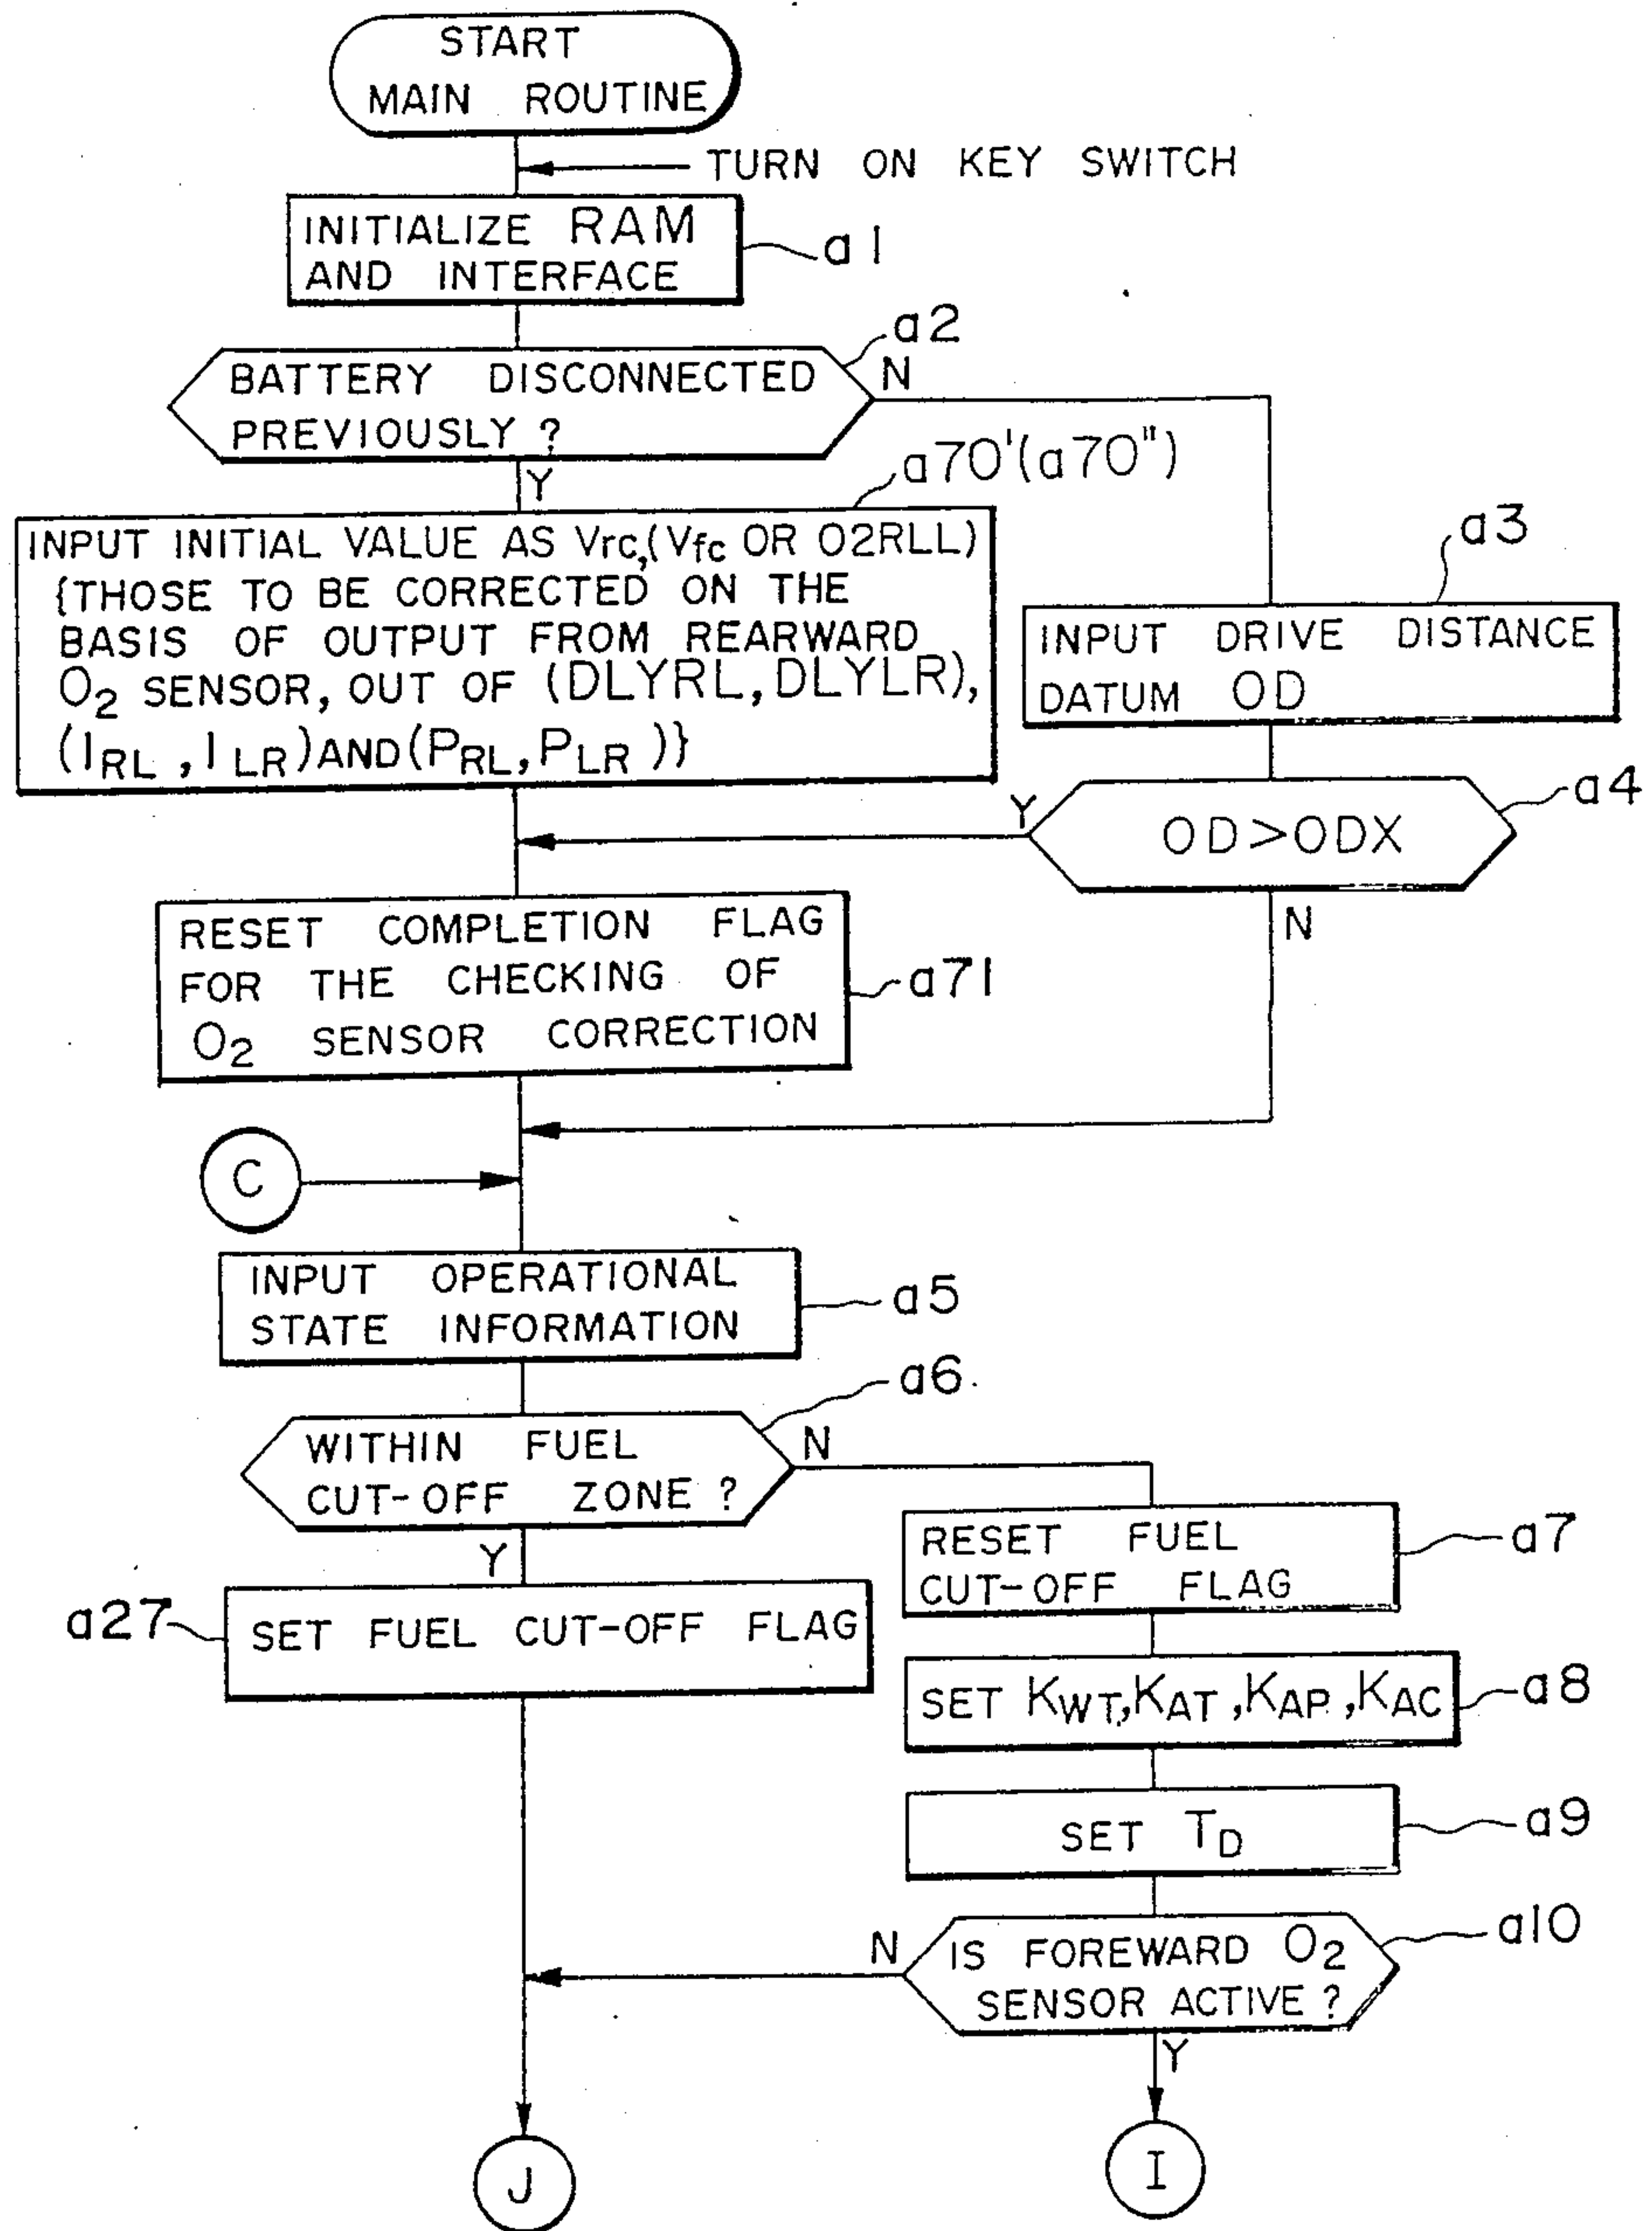 START
MAIN ROUTINE
TURN ON KEY SWITCH
INITIALIZE RAM
AND INTERFACE
a1
a2
BATTERY DISCONNECTED
PREVIOUSLY ?
N
Y
a70'(a70")
INPUT INITIAL VALUE AS Vrc,(Vfc OR O2RLL)
{THOSE TO BE CORRECTED ON THE
BASIS OF OUTPUT FROM REARWARD
O2 SENSOR, OUT OF (DLYRL, DLYLR),
(IRL, ILR) AND (PRL, PLR)}
a3
INPUT DRIVE DISTANCE
DATUM OD
a4
OD>ODX
Y
N
RESET COMPLETION FLAG
FOR THE CHECKING OF
O2 SENSOR CORRECTION
a71
C
INPUT OPERATIONAL
STATE INFORMATION
a5
a6
WITHIN FUEL
CUT-OFF ZONE ?
N
Y
a27
SET FUEL CUT-OFF FLAG
RESET FUEL
CUT-OFF FLAG
a7
SET KWT, KAT, KAP, KAC
a8
SET TD
a9
a10
IS FOREWARD O2
SENSOR ACTIVE ?
N
Y
J
I